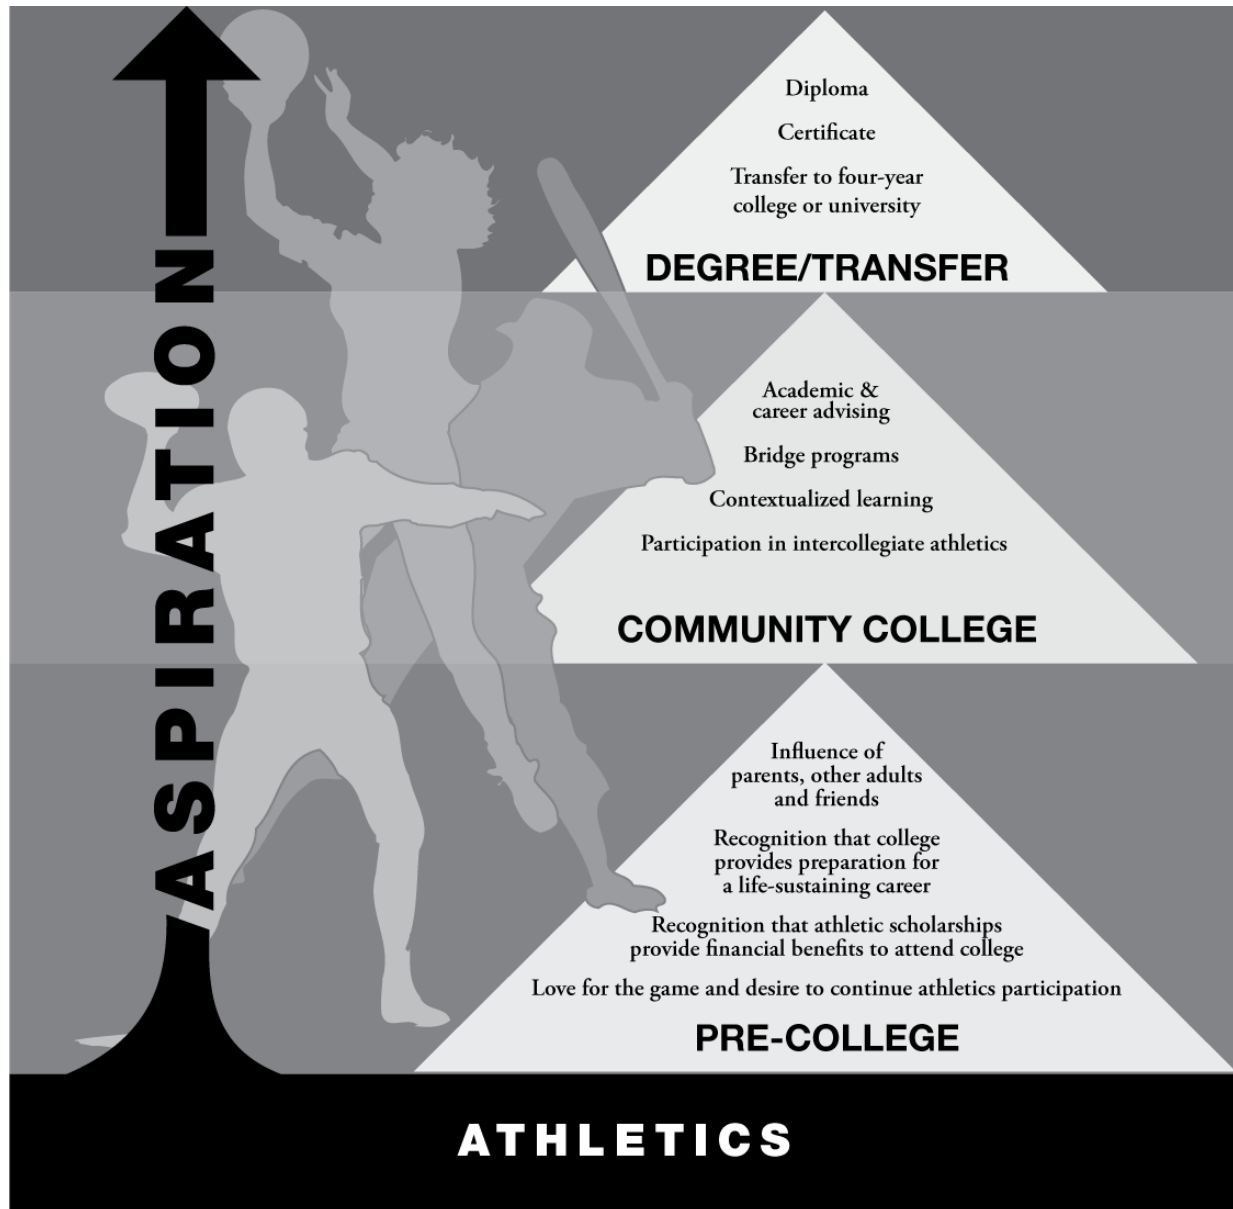 ASPIRATION
Diploma
Certificate
Transfer to four-year
college or university
DEGREE/TRANSFER
Academic &
career advising
Bridge programs
Contextualized learning
Participation in intercollegiate athletics
COMMUNITY COLLEGE
Influence of
parents, other adults
and friends
Recognition that college
provides preparation for
a life-sustaining career
Recognition that athletic scholarships
provide financial benefits to attend college
Love for the game and desire to continue athletics participation
PRE-COLLEGE
ATHLETICS